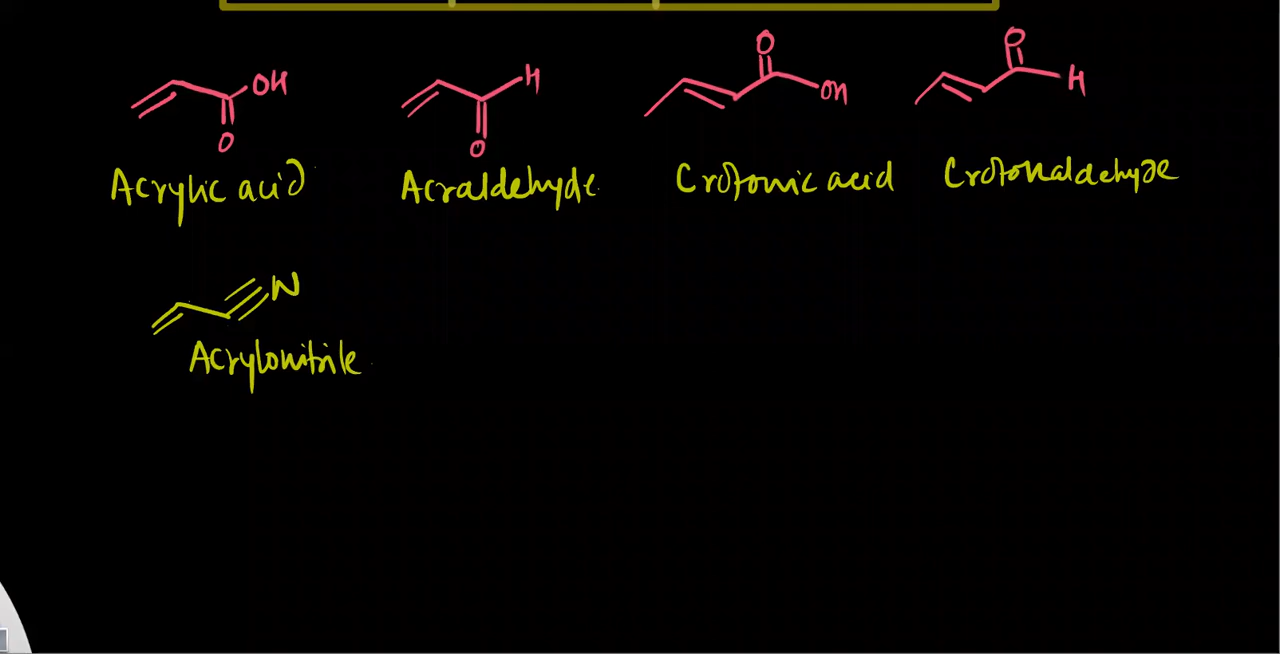 OH
O
H
O
O
OH
O
H
Acrylic acid
Acraldehyde
Crotonic acid
Crotonaldehyde
N
Acrylonitrile